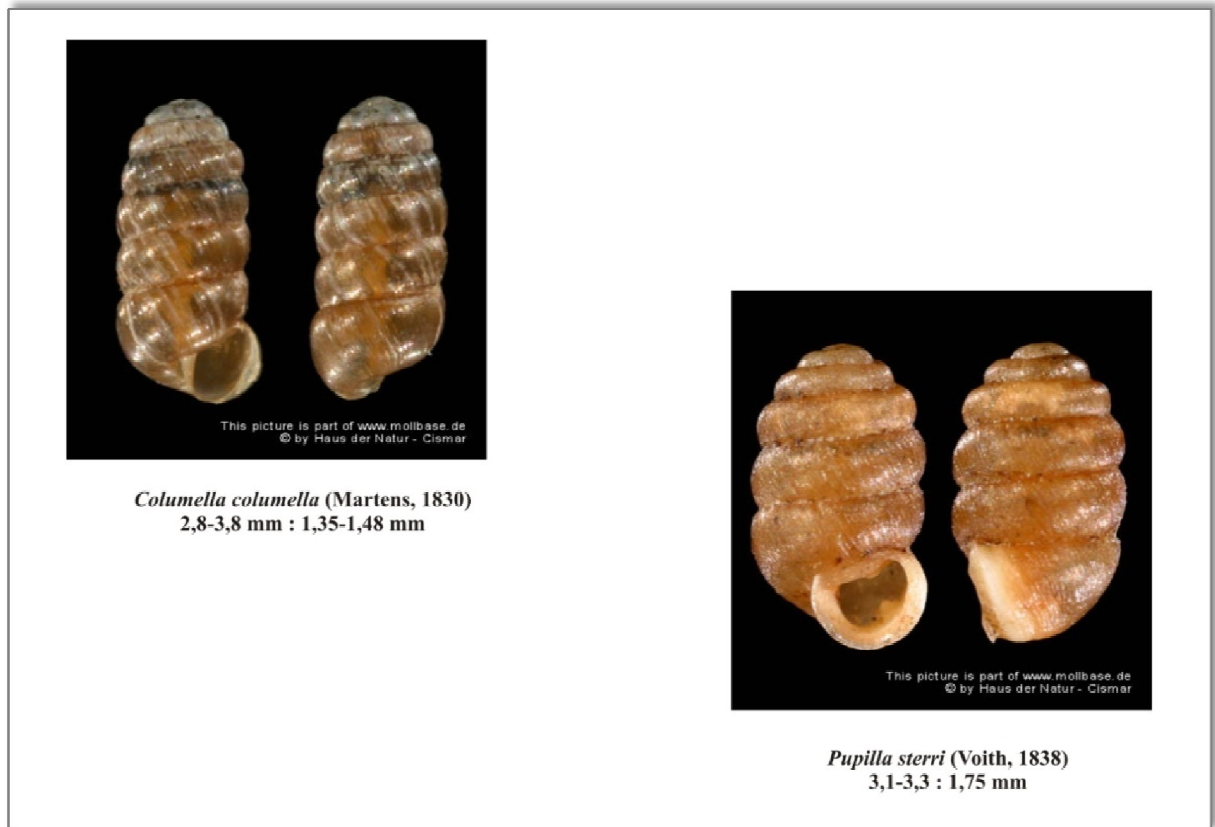 This picture is part of www.mollbase.de
© by Haus der Natur - Cismar
Columella columella (Martens, 1830)
2,8-3,8 mm : 1,35-1,48 mm
This picture is part of www.mollbase.de
© by Haus der Natur - Cismar
Pupilla sterri (Voith, 1838)
3,1-3,3 : 1,75 mm